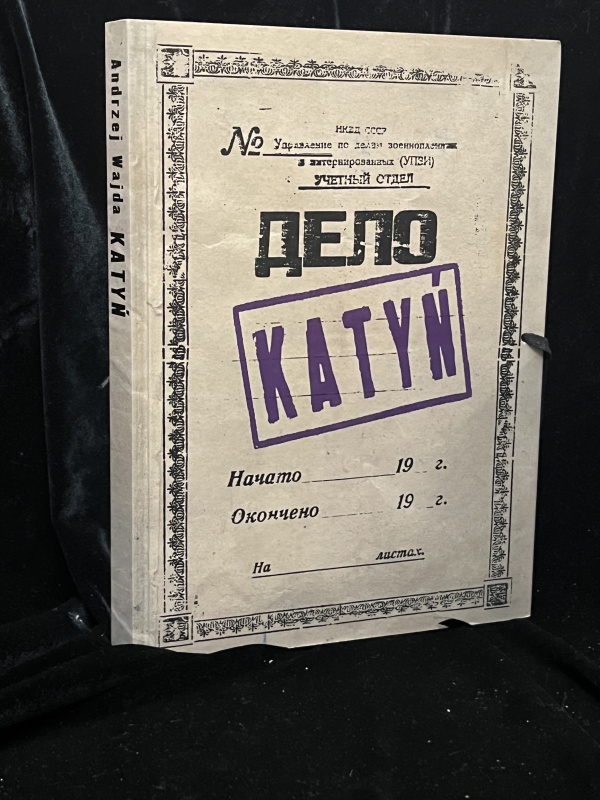 Andrzej Wajda KATYŃ
НКВД СССР
№ Управление по делам военнопленных
и интернированных (УПВИ)
УЧЕТНЫЙ ОТДЕЛ
ДЕЛО
KATYŃ
Начато 19 г.
Окончено 19 г.
На листах.